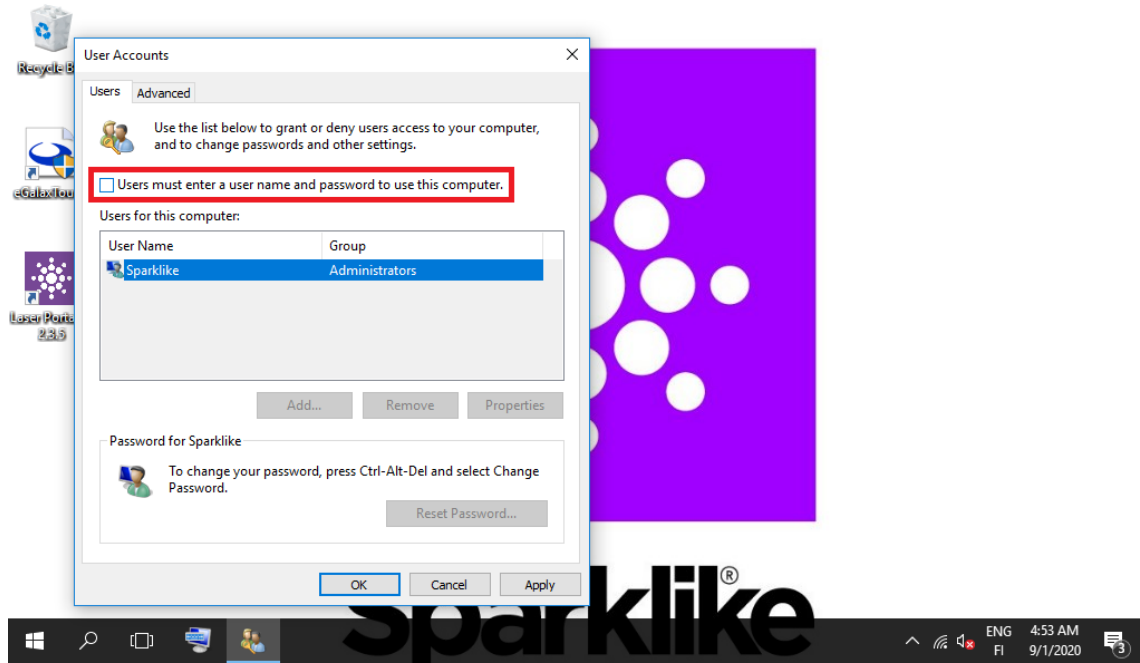 Recycle B
User Accounts
Users
Advanced
Use the list below to grant or deny users access to your computer,
and to change passwords and other settings.
eGalaxTou
Users must enter a user name and password to use this computer.
Users for this computer:
User Name
Group
Sparklike
Administrators
Laser Porta
2.3.5
Add...
Remove
Properties
Password for Sparklike
To change your password, press Ctrl-Alt-Del and select Change
Password.
Reset Password...
OK
Cancel
Apply
Sparklike®
ENG
FI
4:53 AM
9/1/2020
3